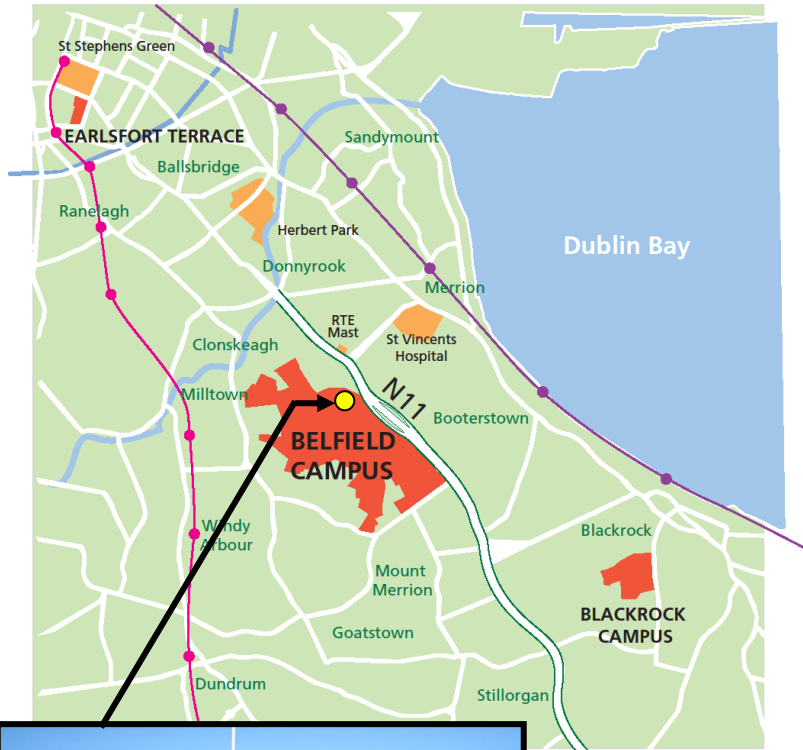 St Stephens Green
EARLSFORT TERRACE
Sandymount
Ballsbridge
Ranelagh
Herbert Park
Dublin Bay
Donnyrook
Merrion
RTE
Mast
St Vincents
Hospital
Clonskeagh
Milltown
N11
Booterstown
BELFIELD
CAMPUS
Windy
Arbour
Blackrock
Mount
Merrion
BLACKROCK
CAMPUS
Goatstown
Dundrum
Stillorgan